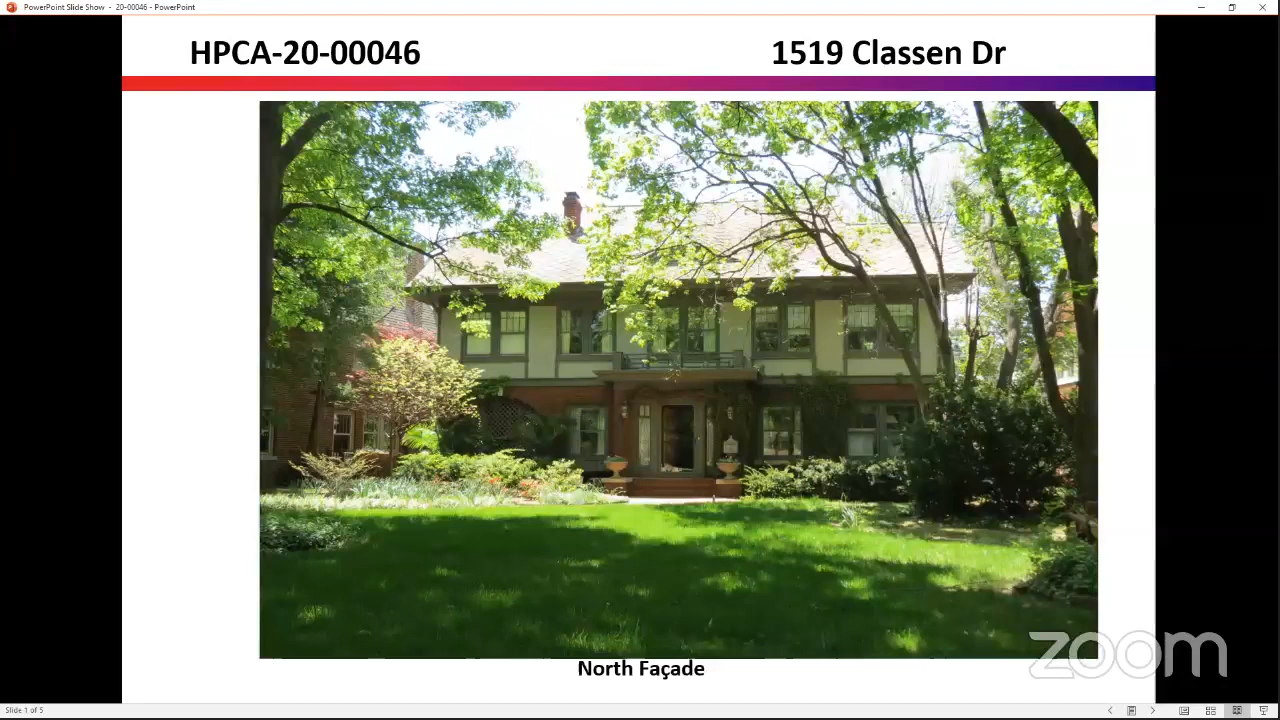 PowerPoint Slide Show - 20-00046 - PowerPoint
HPCA-20-00046
1519 Classen Dr
North Façade
zoom
Slide 1 of 5